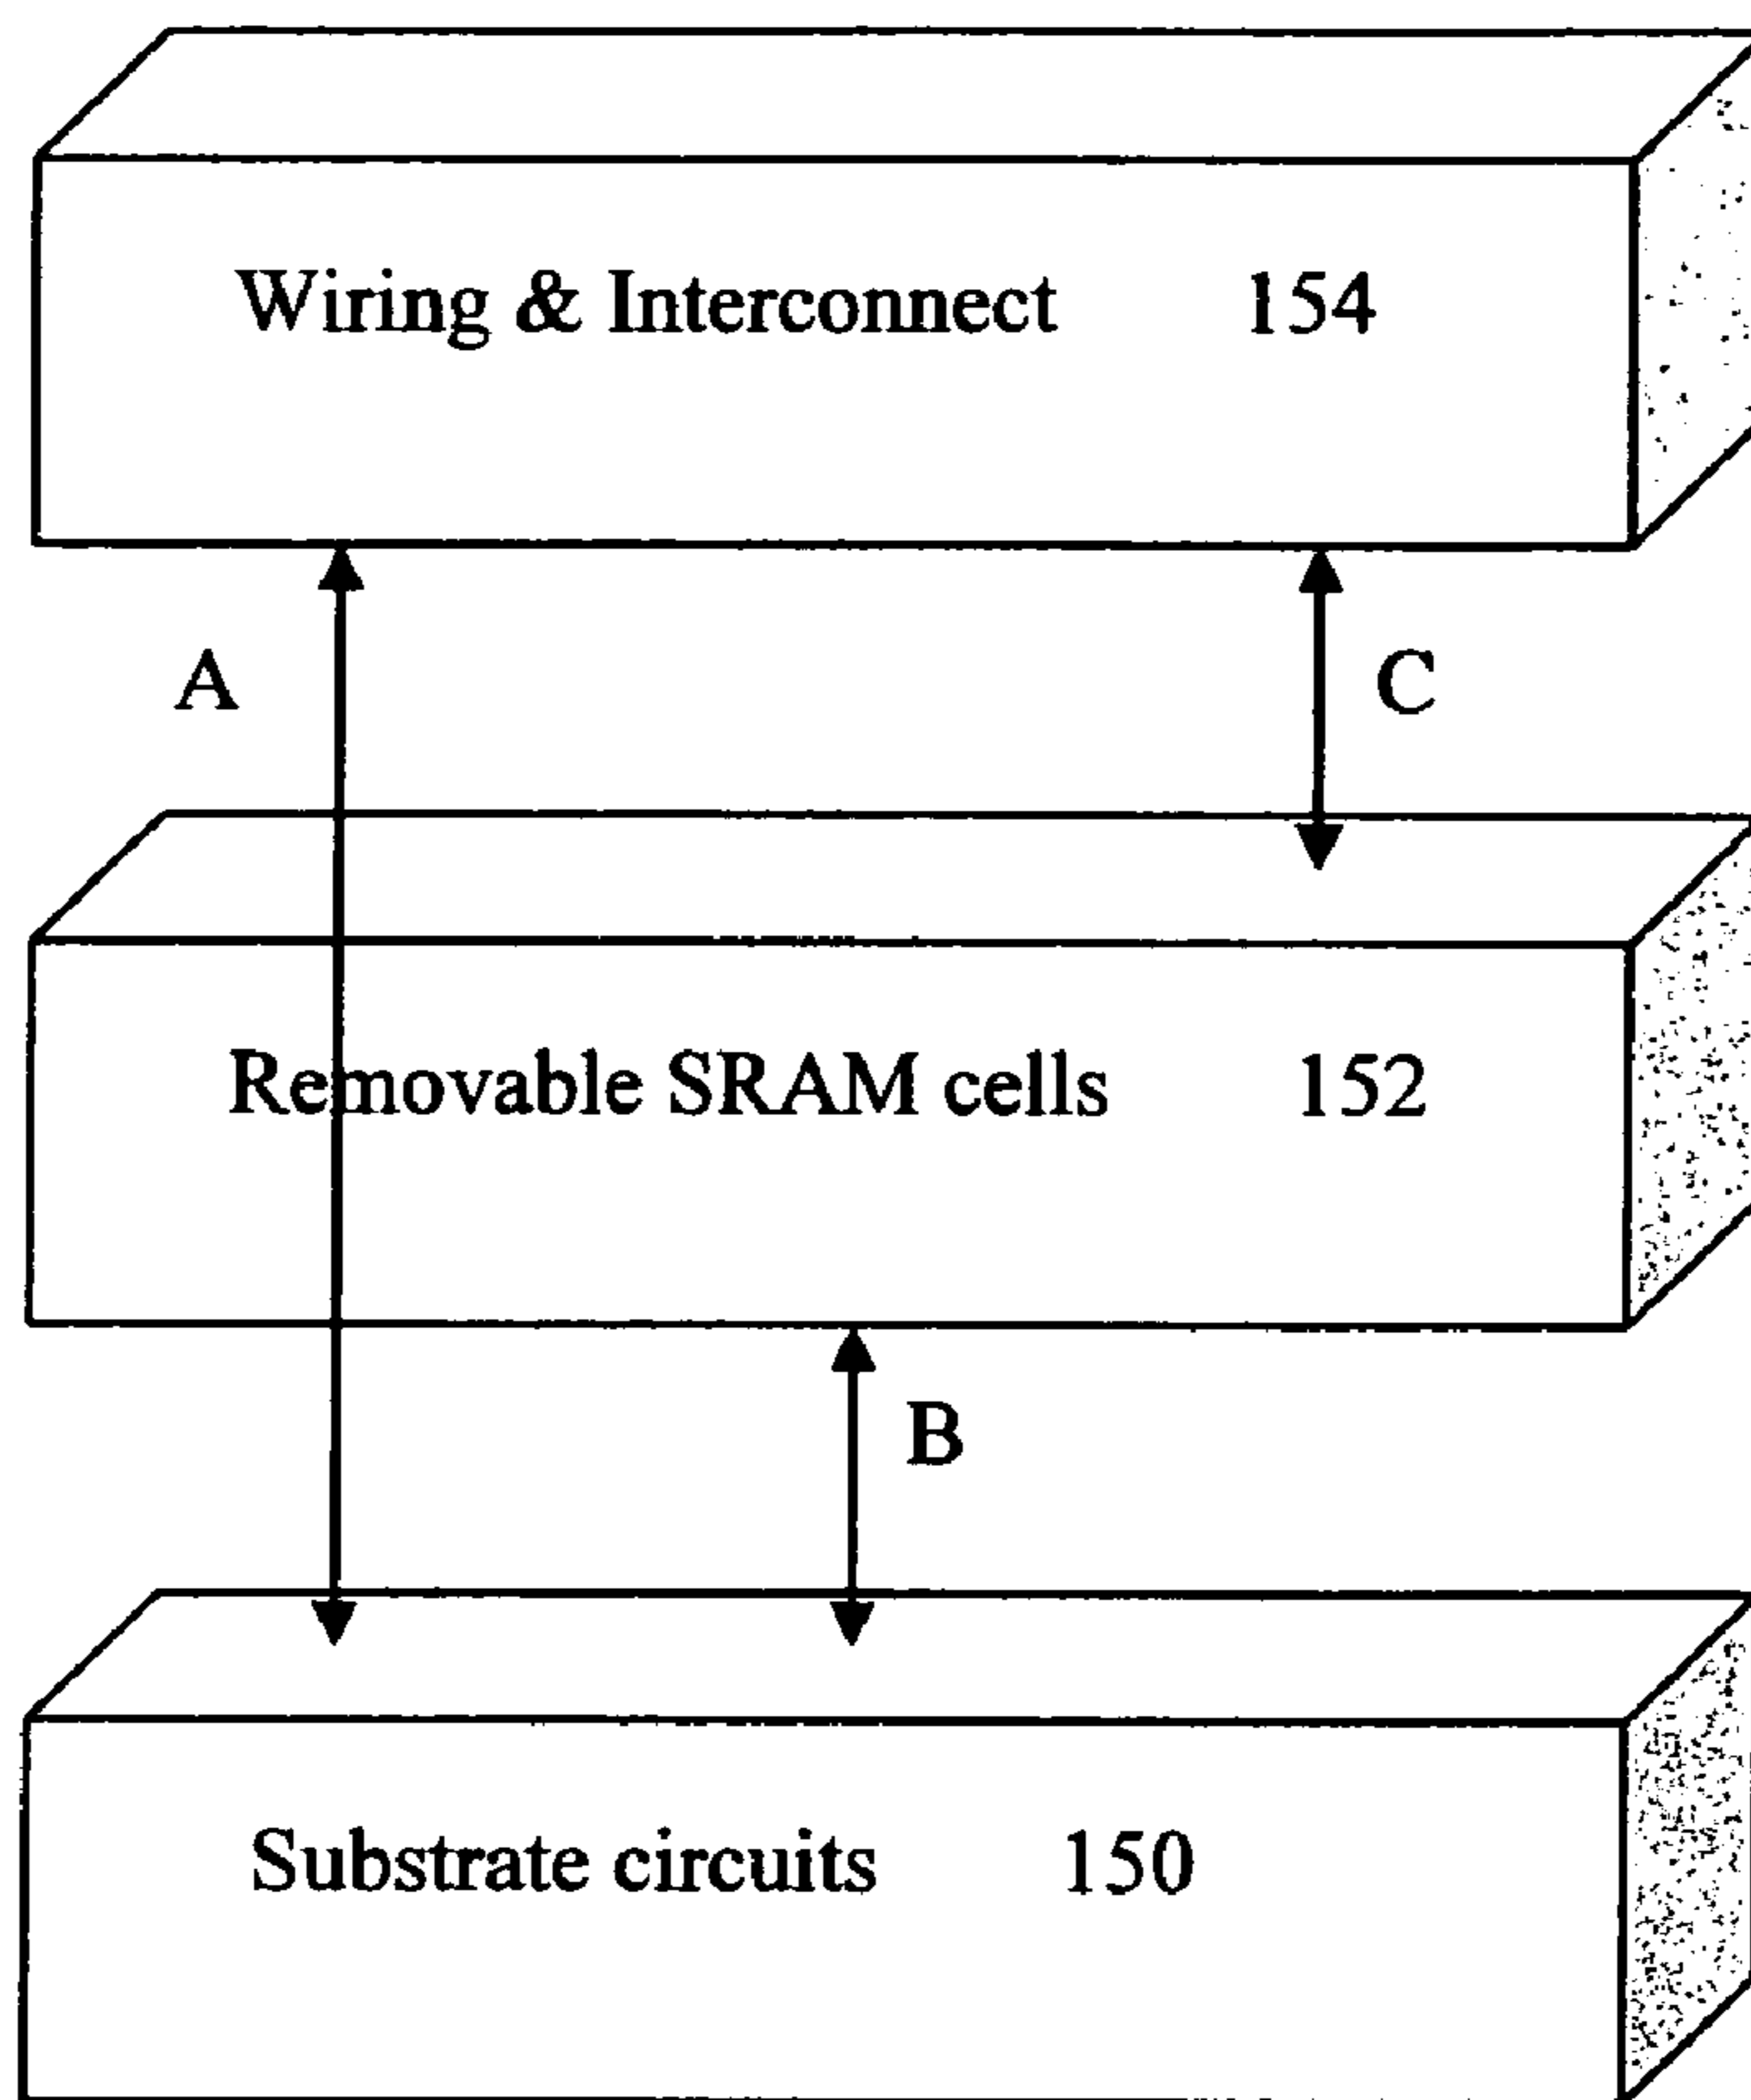 Wiring & Interconnect 154
A
C
Removable SRAM cells 152
B
Substrate circuits 150